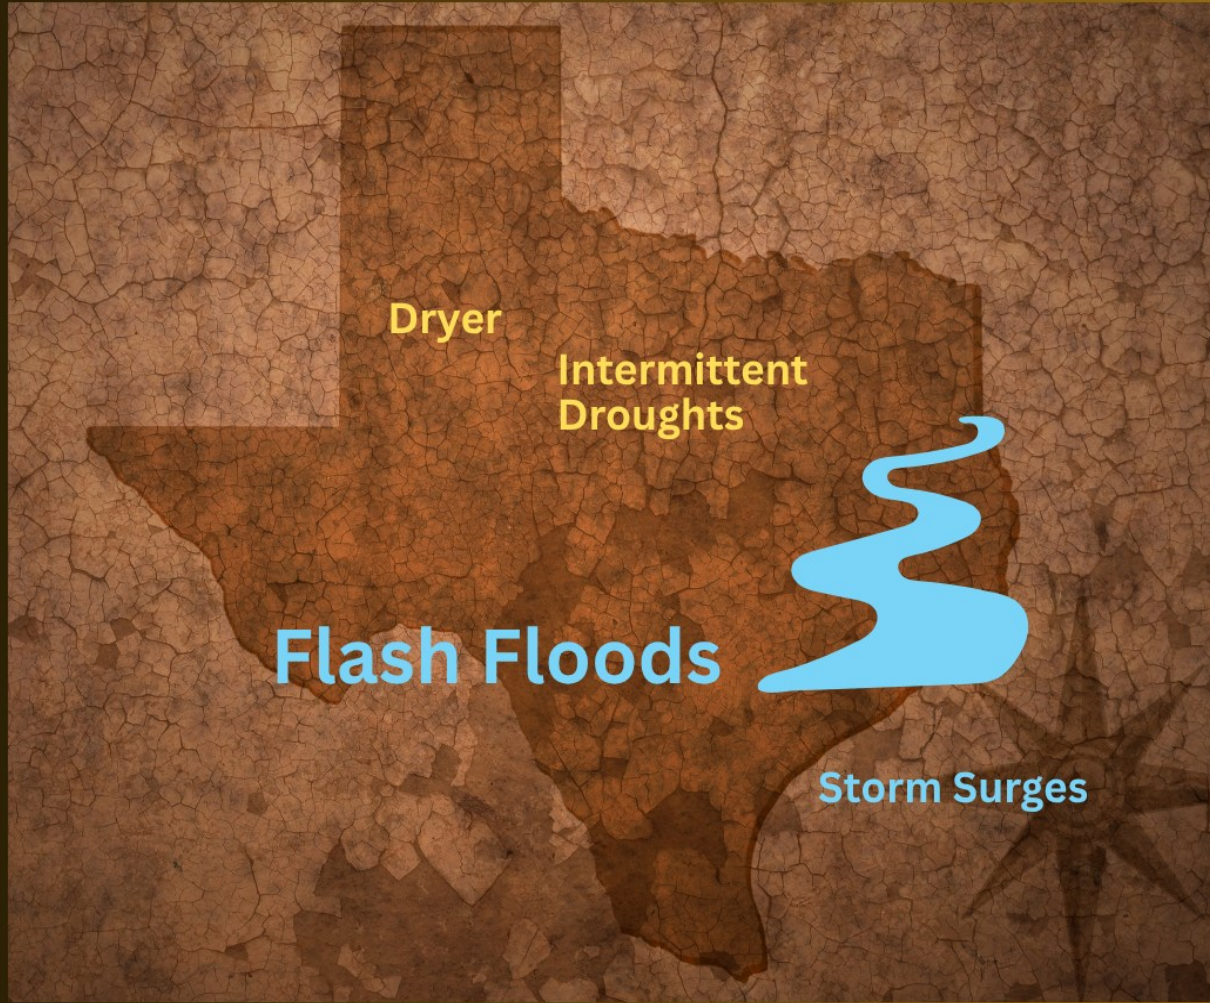 Dryer
Intermittent
Droughts
Flash Floods
Storm Surges